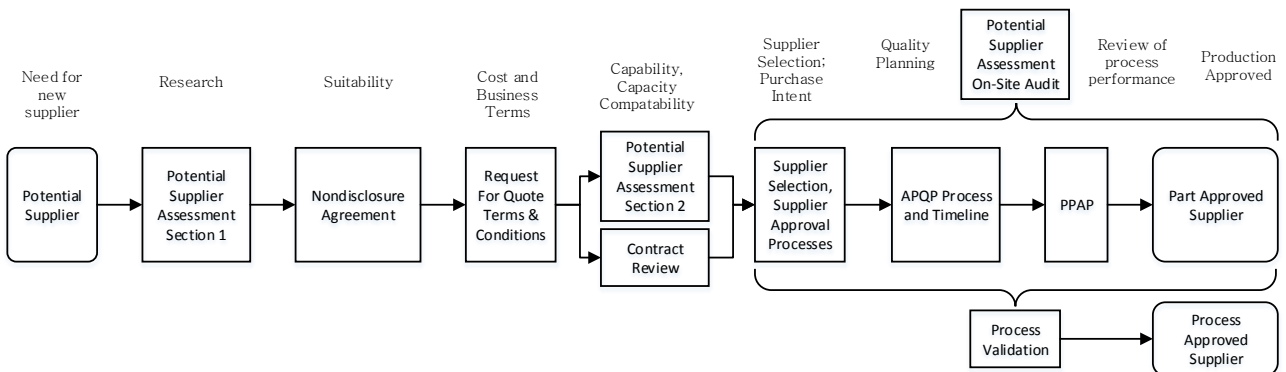 Need for
new
supplier
Research
Suitability
Cost and
Business
Terms
Capability,
Capacity
Compatability
Supplier
Selection;
Purchase
Intent
Quality
Planning
Potential
Supplier
Assessment
On-Site Audit
Review of
process
performance
Production
Approved
Potential
Supplier
Potential
Supplier
Assessment
Section 1
Nondisclosure
Agreement
Request
For Quote
Terms &
Conditions
Potential
Supplier
Assessment
Section 2
Contract
Review
Supplier
Selection,
Supplier
Approval
Processes
APQP Process
and Timeline
PPAP
Part Approved
Supplier
Process
Validation
Process
Approved
Supplier